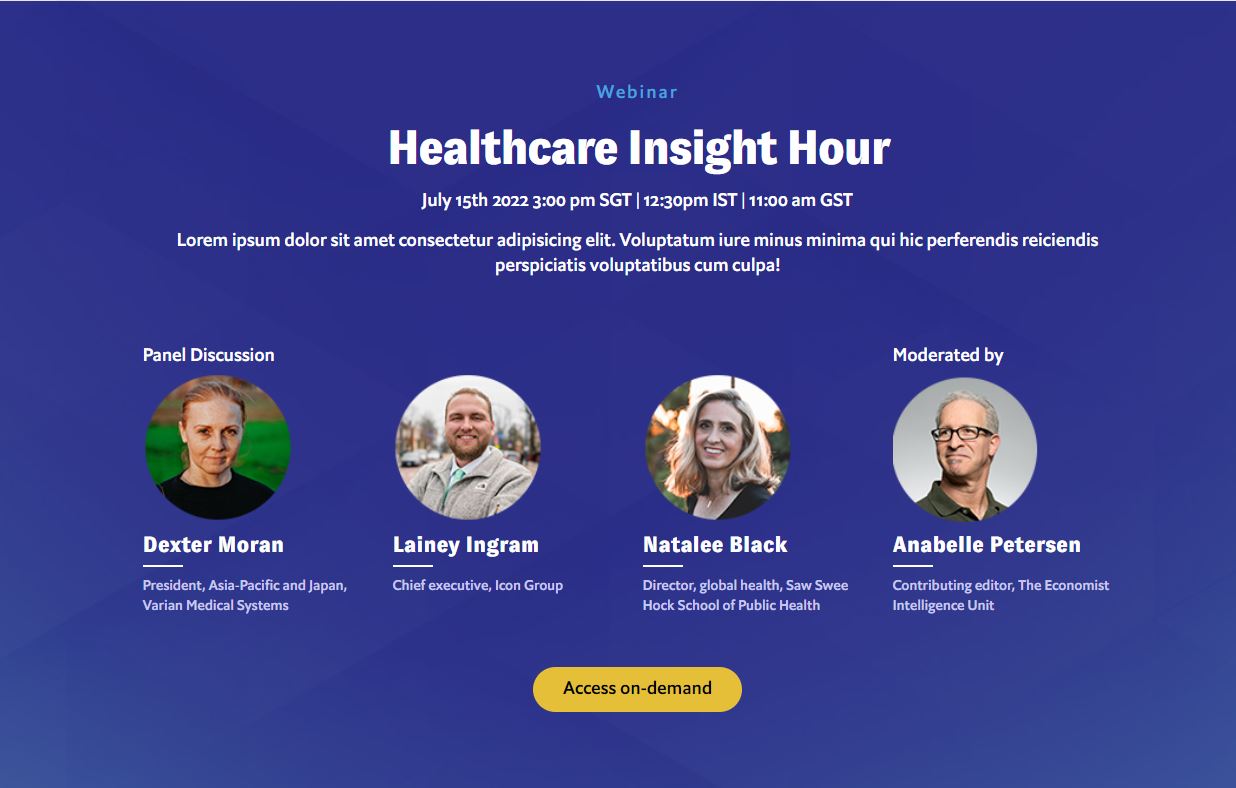 Webinar
Healthcare Insight Hour
July 15th 2022 3:00 pm SGT | 12:30pm IST | 11:00 am GST
Lorem ipsum dolor sit amet consectetur adipisicing elit. Voluptatum iure minus minima qui hic perferendis reiciendis
perspiciatis voluptatibus cum culpa!
Panel Discussion
Dexter Moran
President, Asia-Pacific and Japan,
Varian Medical Systems
Lainey Ingram
Chief executive, Icon Group
Natalee Black
Director, global health, Saw Swee
Hock School of Public Health
Moderated by
Anabelle Petersen
Contributing editor, The Economist
Intelligence Unit
Access on-demand